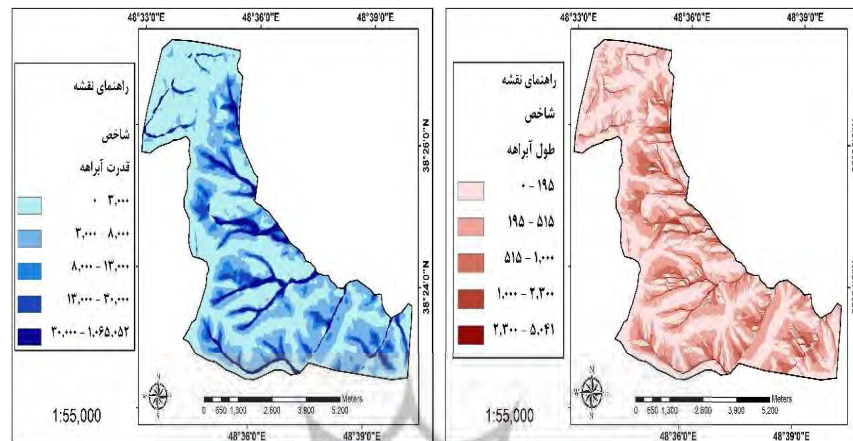 48°33'0"E 48°36'0"E 48°39'0"E
راهنمای نقشه
شاخص
قدرت آبراهه
۰ - ۳,۰۰۰
۳,۰۰۰ - ۸,۰۰۰
۸,۰۰۰ - ۱۳,۰۰۰
۱۳,۰۰۰ - ۳۰,۰۰۰
۳۰,۰۰۰ - ۱,۰۶۵,۰۵۲
38°26'0"N
38°24'0"N
N
0 650 1,300 2,600 3,900 5,200
Meters
1:55,000
48°36'0"E 48°39'0"E
48°33'0"E 48°36'0"E 48°39'0"E
راهنمای نقشه
شاخص
طول آبراهه
۰ - ۱۹۵
۱۹۵ - ۵۱۵
۵۱۵ - ۱,۰۰۰
۱,۰۰۰ - ۲,۳۰۰
۲,۳۰۰ - ۵,۰۴۱
N
0 650 1,300 2,600 3,900 5,200
Meters
1:55,000
48°36'0"E 48°39'0"E